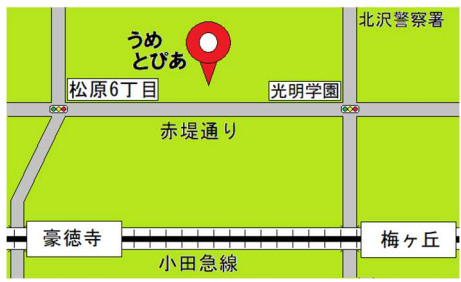 北沢警察署
うめ
とぴあ
松原6丁目
光明学園
赤堤通り
豪徳寺
梅ヶ丘
小田急線